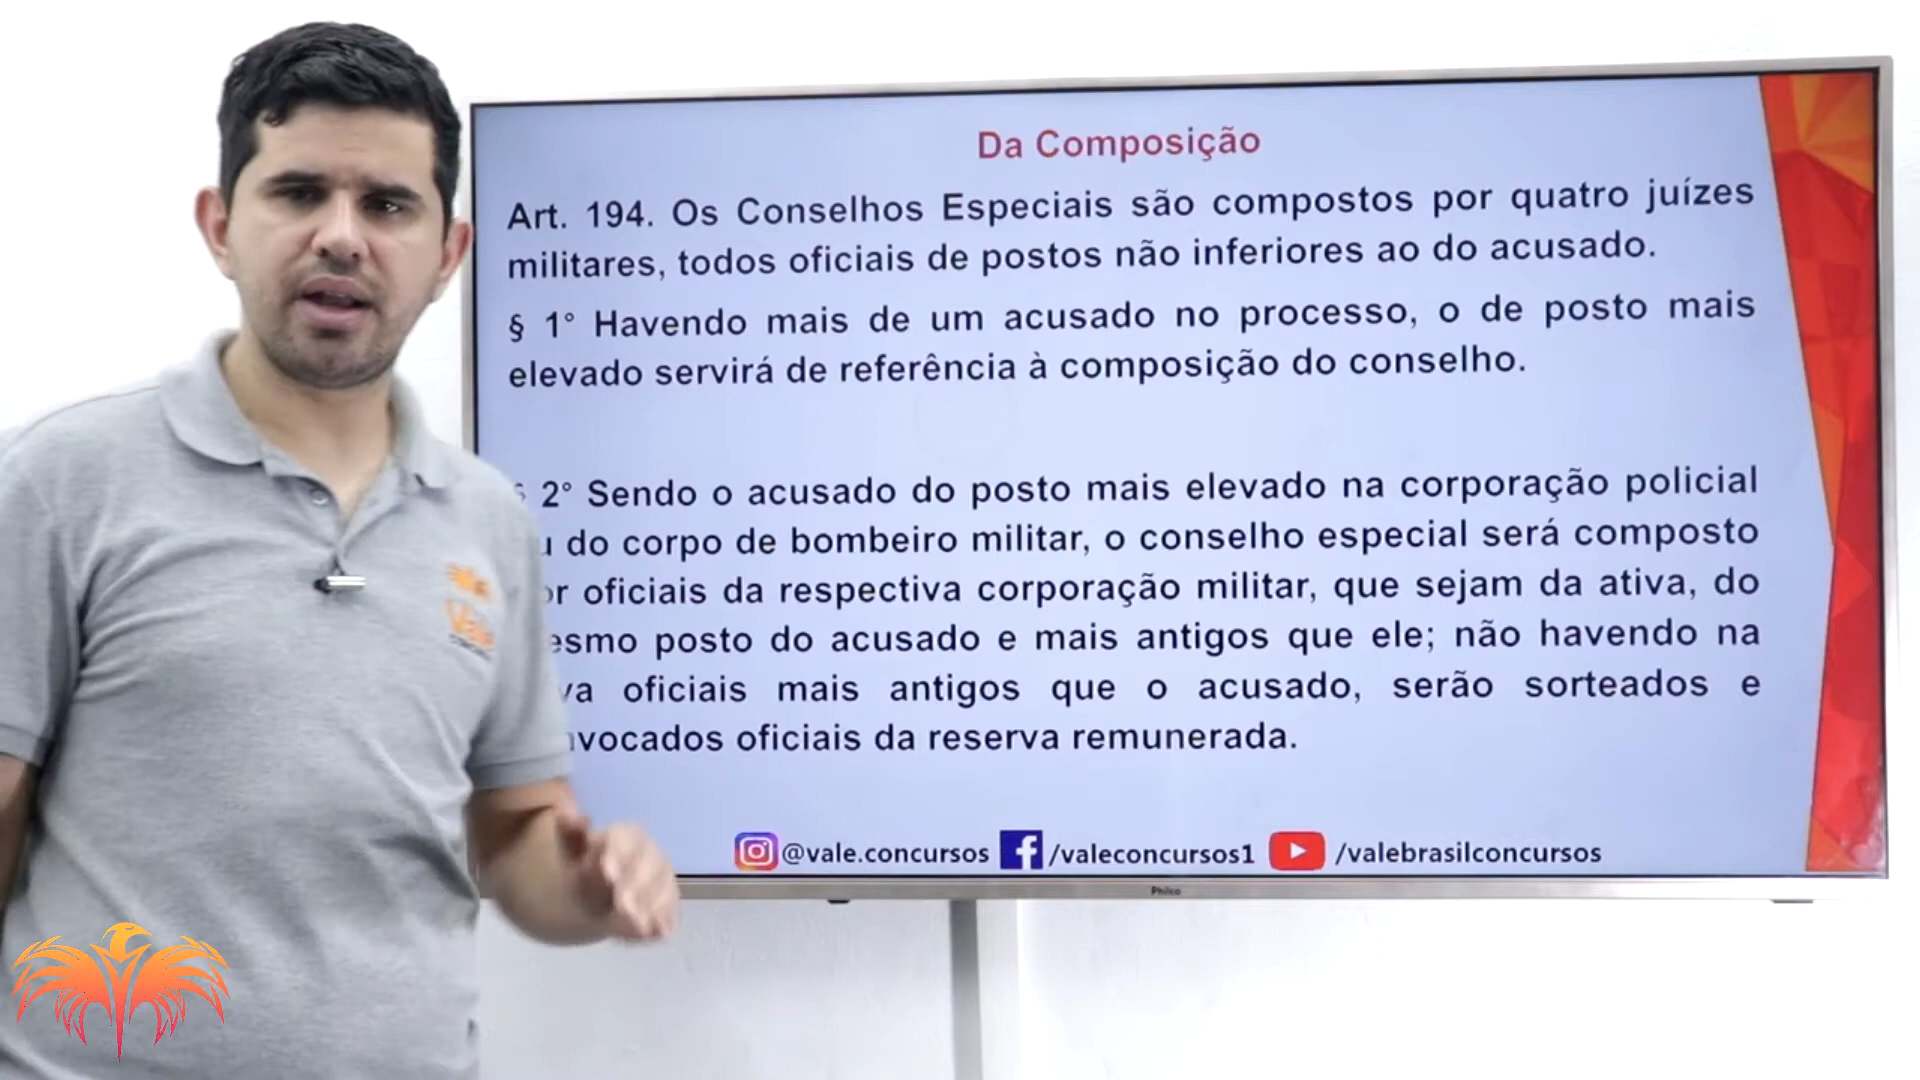 Da Composição
Art. 194. Os Conselhos Especiais são compostos por quatro juízes
militares, todos oficiais de postos não inferiores ao do acusado.
§ 1° Havendo mais de um acusado no processo, o de posto mais
elevado servirá de referência à composição do conselho.
2° Sendo o acusado do posto mais elevado na corporação policial
do corpo de bombeiro militar, o conselho especial será composto
oficiais da respectiva corporação militar, que sejam da ativa, do
posto do acusado e mais antigos que ele; não havendo na
oficiais mais antigos que o acusado, serão sorteados e
oficiais da reserva remunerada.
@vale.concursos /valeconcursos1 /valebrasilconcursos
Philco
Vale